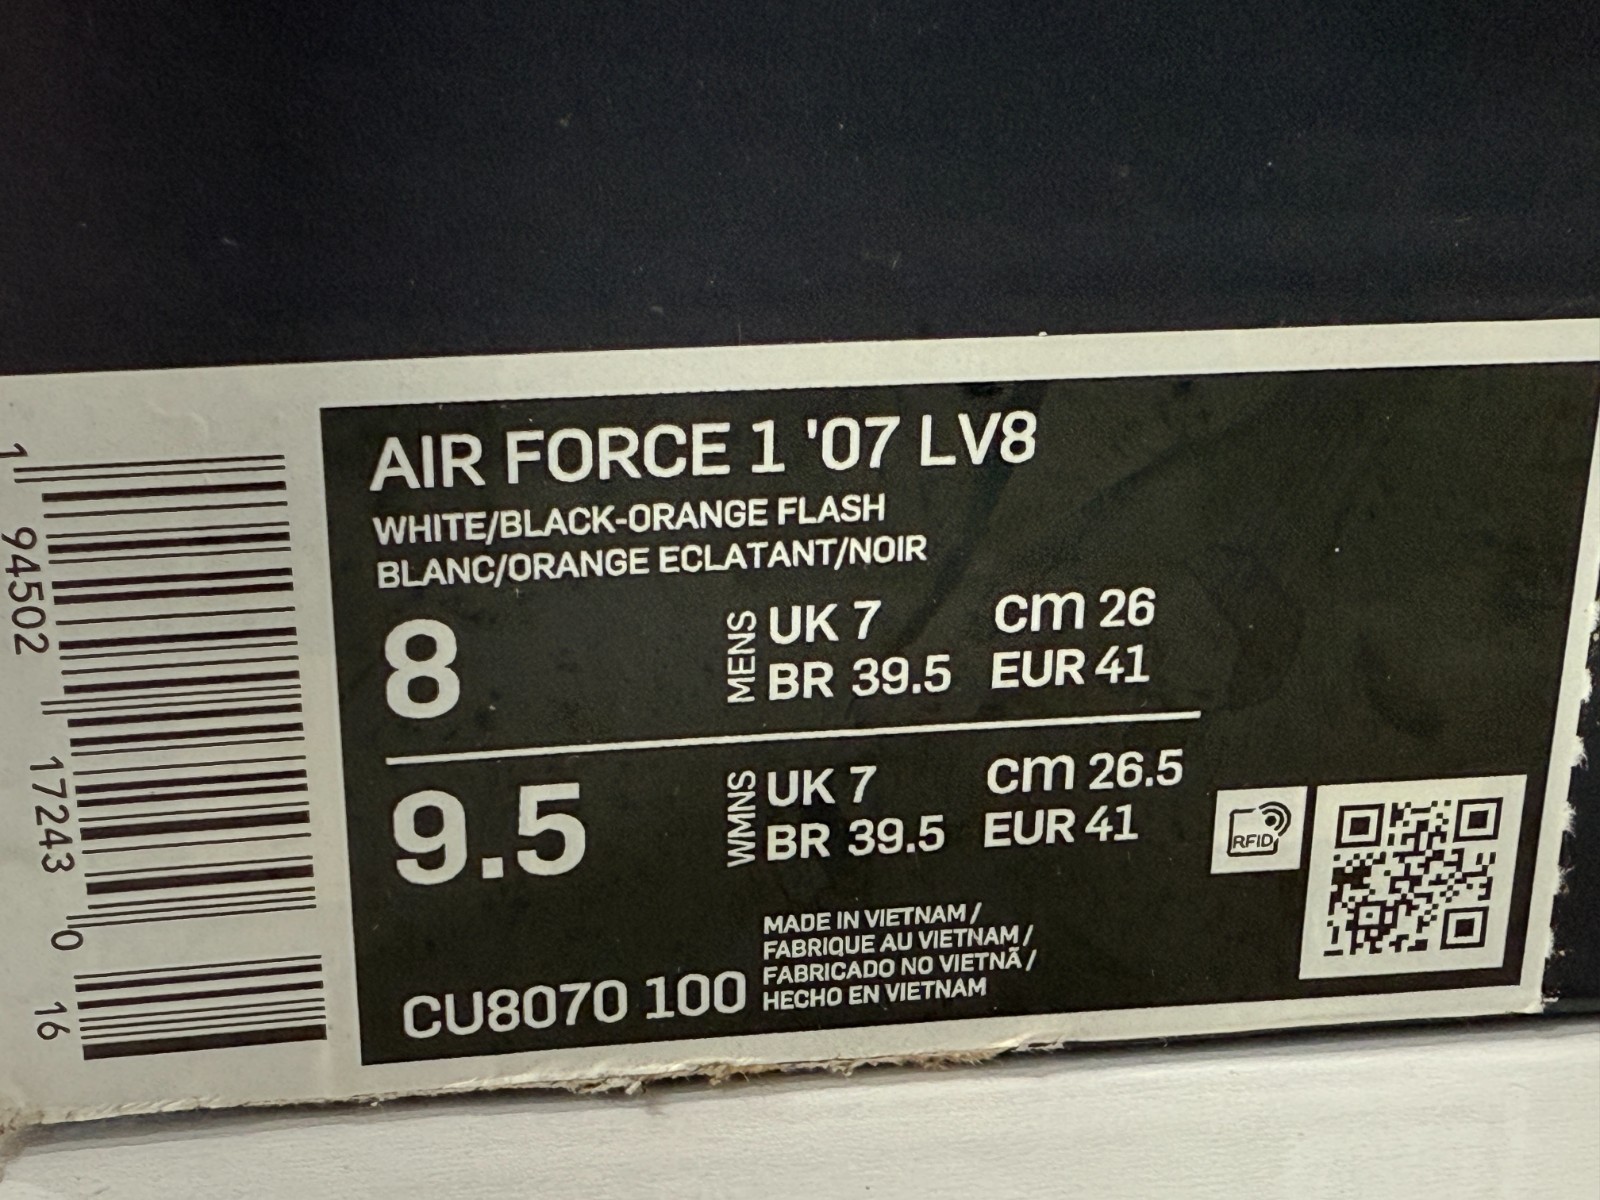 AIR FORCE 1 '07 LV8
WHITE/BLACK-ORANGE FLASH
BLANC/ORANGE ECLATANT/NOIR
8
MENS
UK 7 cm 26
BR 39.5 EUR 41
9.5
WMNS
UK 7 cm 26.5
BR 39.5 EUR 41
RFID
MADE IN VIETNAM /
FABRIQUE AU VIETNAM /
FABRICADO NO VIETNÃ /
HECHO EN VIETNAM
CU8070 100
1 94502 17243 0 16